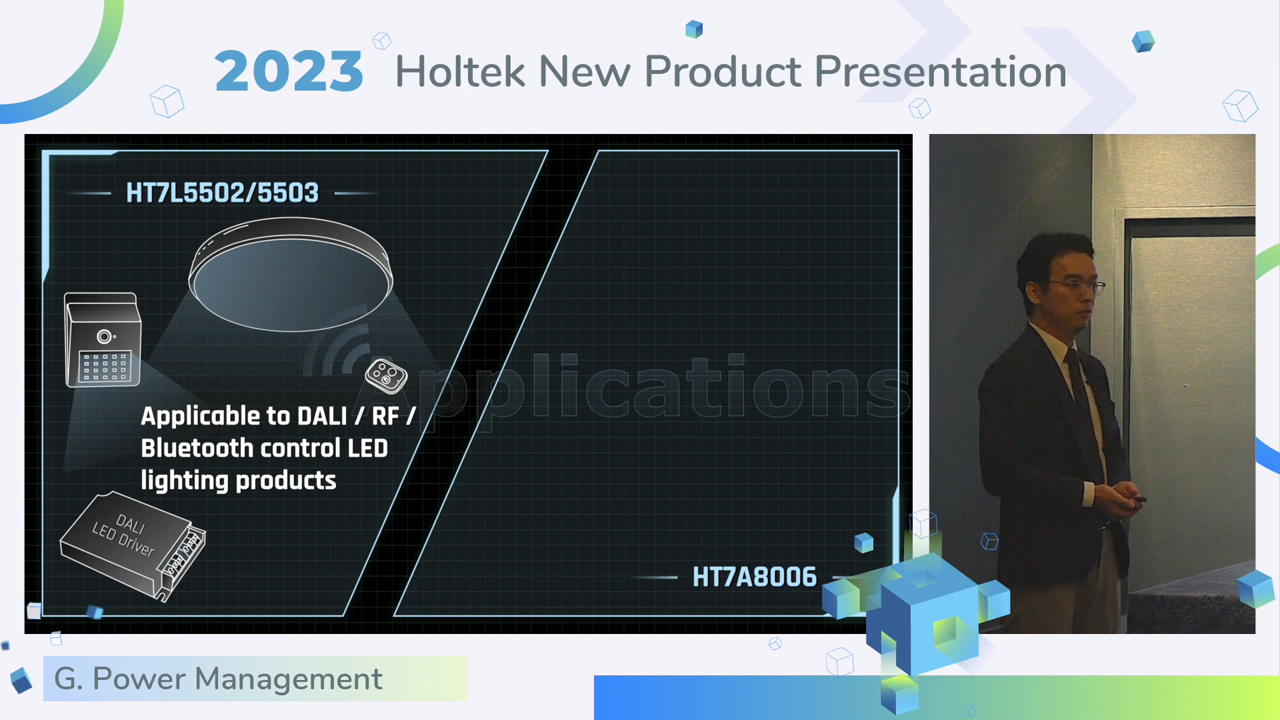 2023 Holtek New Product Presentation
HT7L5502/5503
Applications
Applicable to DALI / RF /
Bluetooth control LED
lighting products
DALI
LED Driver
HT7A8006
G. Power Management